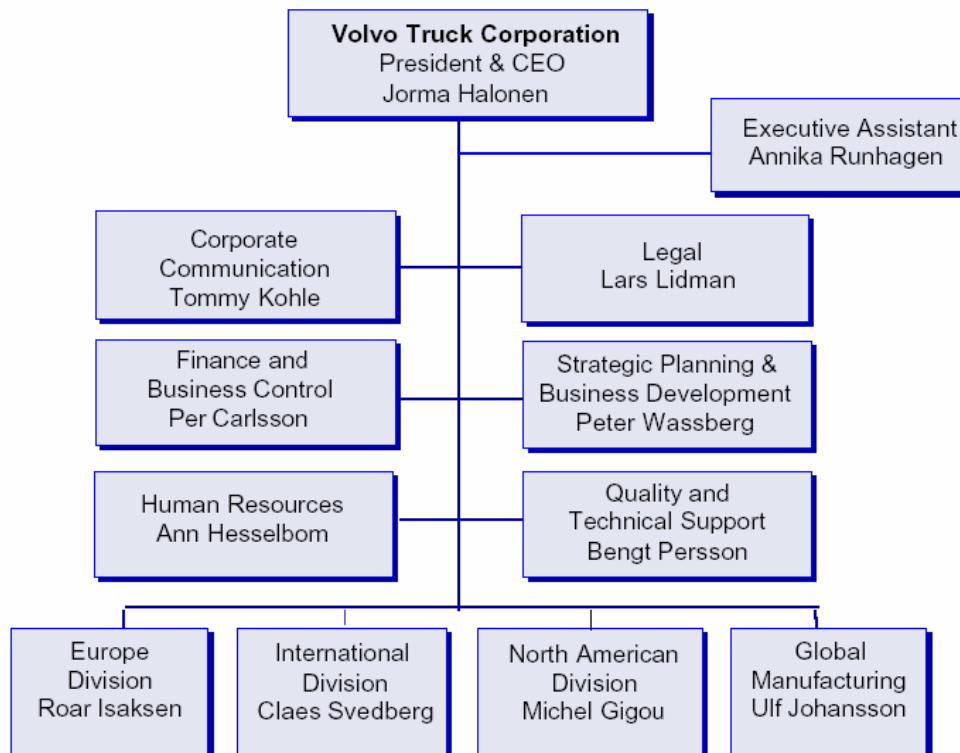 Volvo Truck Corporation
President & CEO
Jorma Halonen
Executive Assistant
Annika Runhagen
Corporate
Communication
Tommy Kohle
Legal
Lars Lidman
Finance and
Business Control
Per Carlsson
Strategic Planning &
Business Development
Peter Wassberg
Human Resources
Ann Hesselbom
Quality and
Technical Support
Bengt Persson
Europe
Division
Roar Isaksen
International
Division
Claes Svedberg
North American
Division
Michel Gigou
Global
Manufacturing
Ulf Johansson